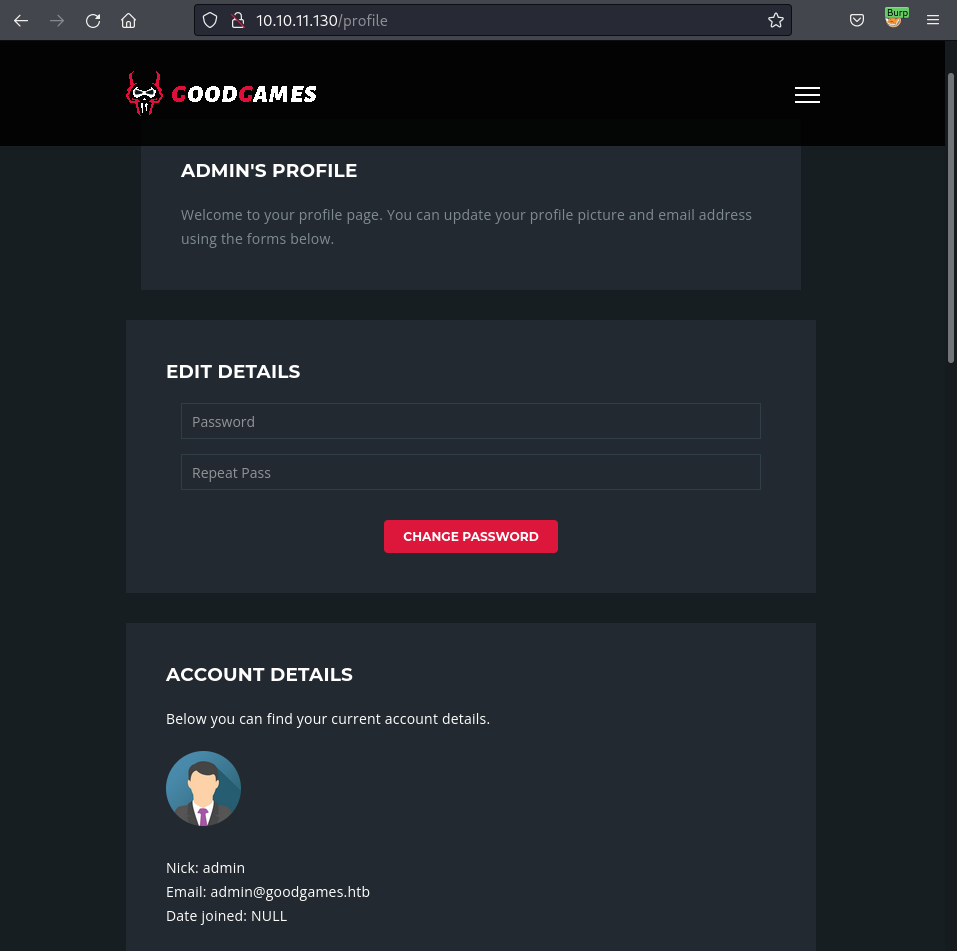 10.10.11.130/profile
Burp
GOODGAMES
ADMIN'S PROFILE
Welcome to your profile page. You can update your profile picture and email address
using the forms below.
EDIT DETAILS
Password
Repeat Pass
CHANGE PASSWORD
ACCOUNT DETAILS
Below you can find your current account details.
Nick: admin
Email: admin@goodgames.htb
Date joined: NULL